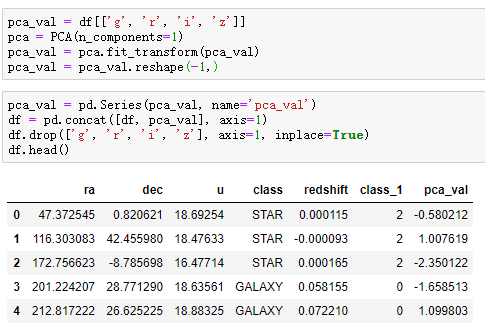 pca_val = df[['g', 'r', 'i', 'z']]
pca = PCA(n_components=1)
pca_val = pca.fit_transform(pca_val)
pca_val = pca_val.reshape(-1,)
pca_val = pd.Series(pca_val, name='pca_val')
df = pd.concat([df, pca_val], axis=1)
df.drop(['g', 'r', 'i', 'z'], axis=1, inplace=True)
df.head()
ra dec u class redshift class_1 pca_val
0 47.372545 0.820621 18.69254 STAR 0.000115 2 -0.580212
1 116.303083 42.455980 18.47633 STAR -0.000093 2 1.007619
2 172.756623 -8.785698 16.47714 STAR 0.000165 2 -2.350122
3 201.224207 28.771290 18.63561 GALAXY 0.058155 0 -1.658513
4 212.817222 26.625225 18.88325 GALAXY 0.072210 0 1.099803